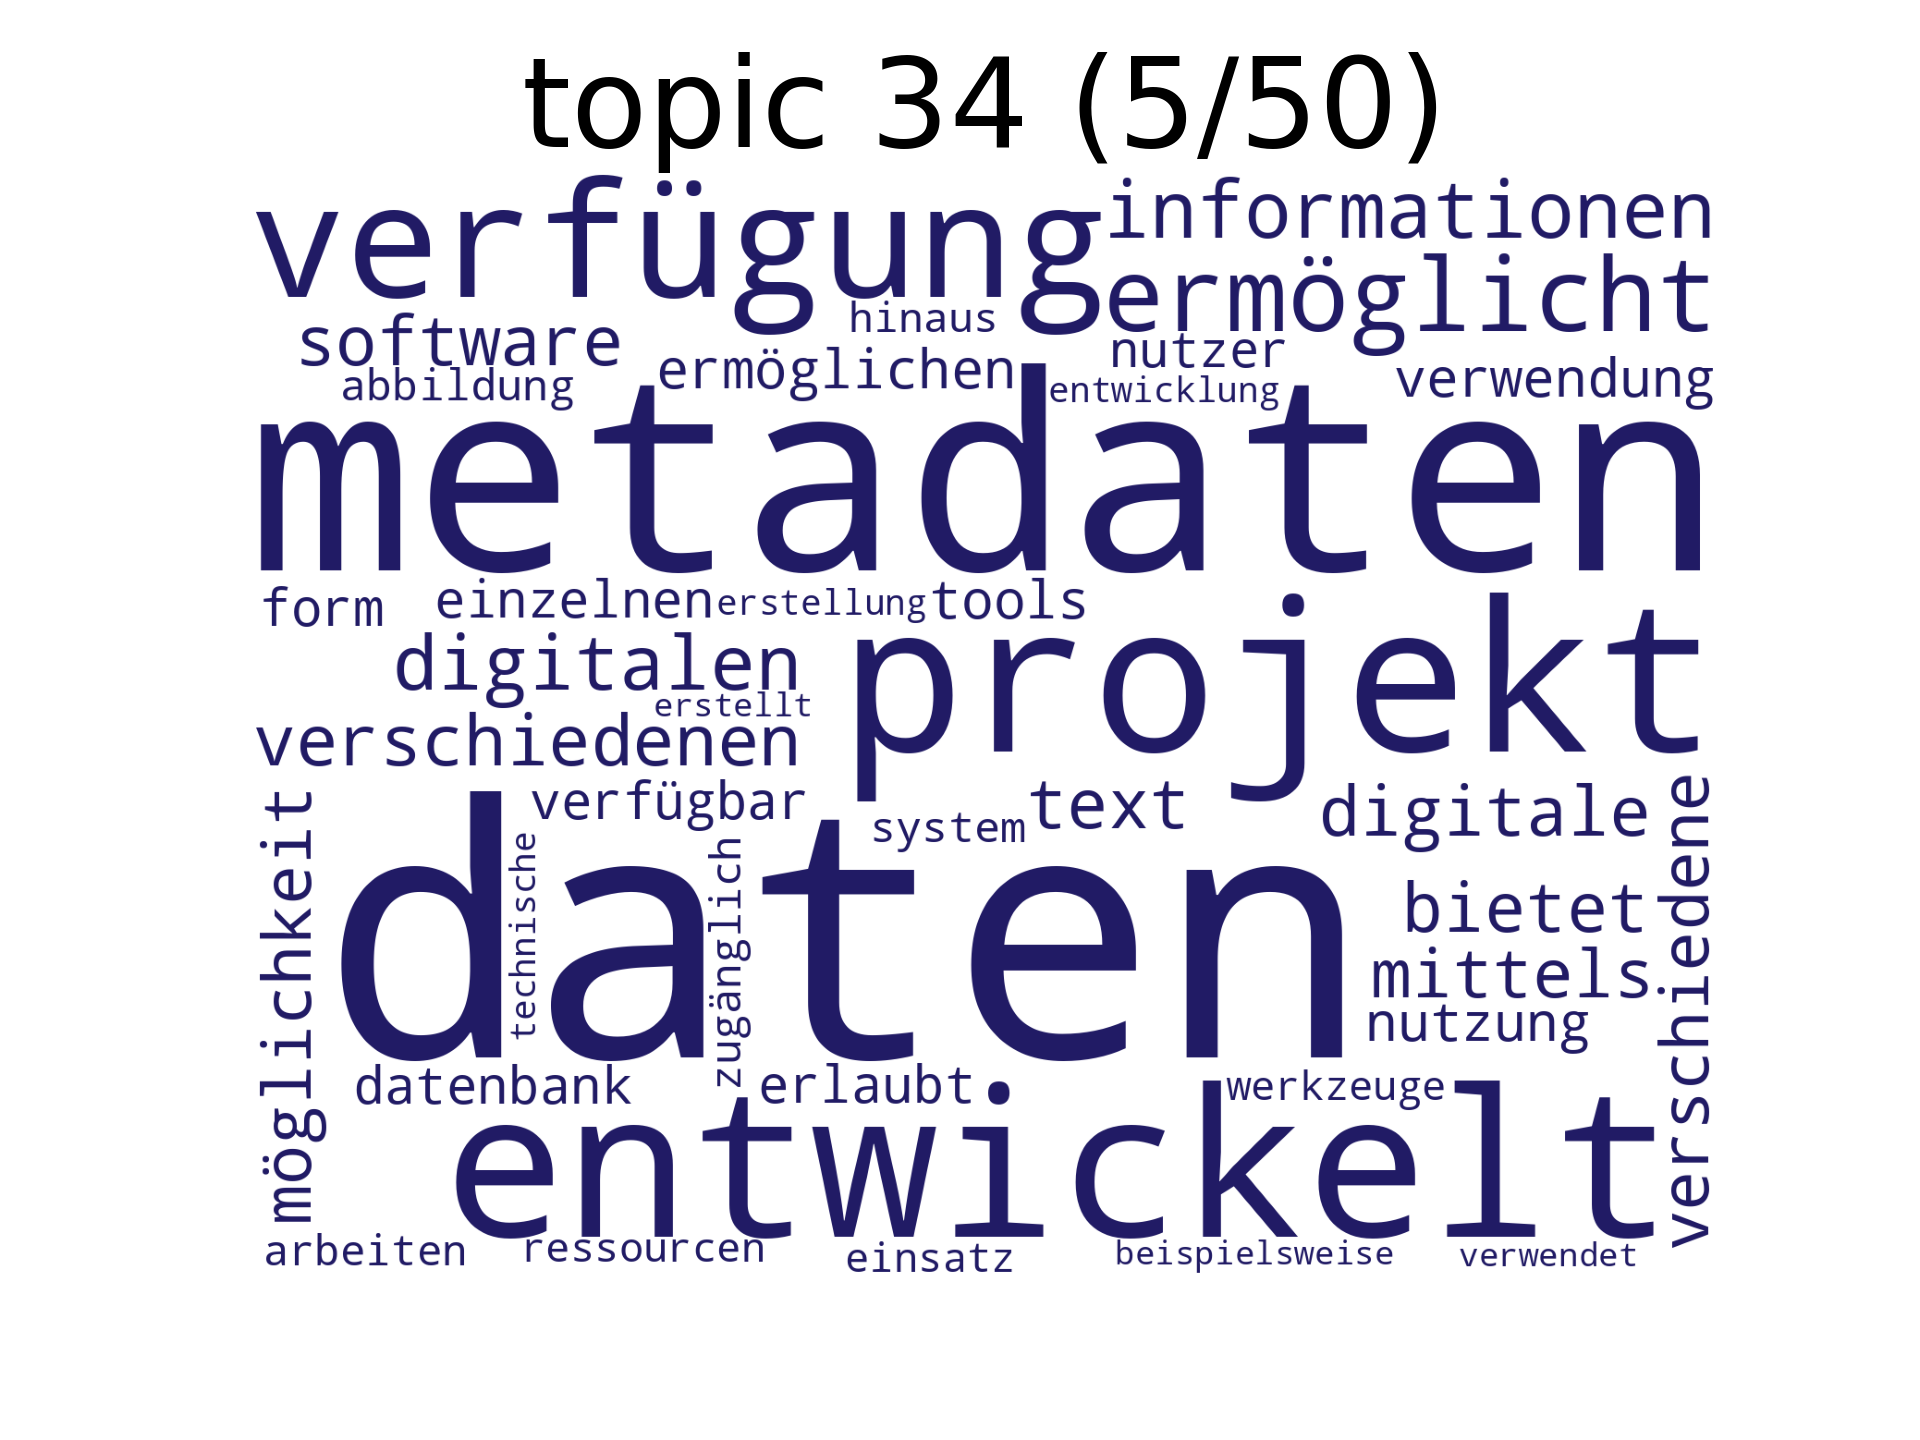 topic 34 (5/50)
verfügung
informationen
ermöglicht
hinaus
software
ermöglichen
nutzer
abbildung
entwicklung
verwendung
metadaten
form
einzelnen
erstellung
tools
digitalen
projekt
erstellt
verschiedenen
verfügbar
system
text
digitale
möglichkeit
technische
daten
zugänglich
bietet
mittels
nutzung
verschiedene
datenbank
erlaubt
werkzeuge
entwickelt
arbeiten
ressourcen
einsatz
beispielsweise
verwendet